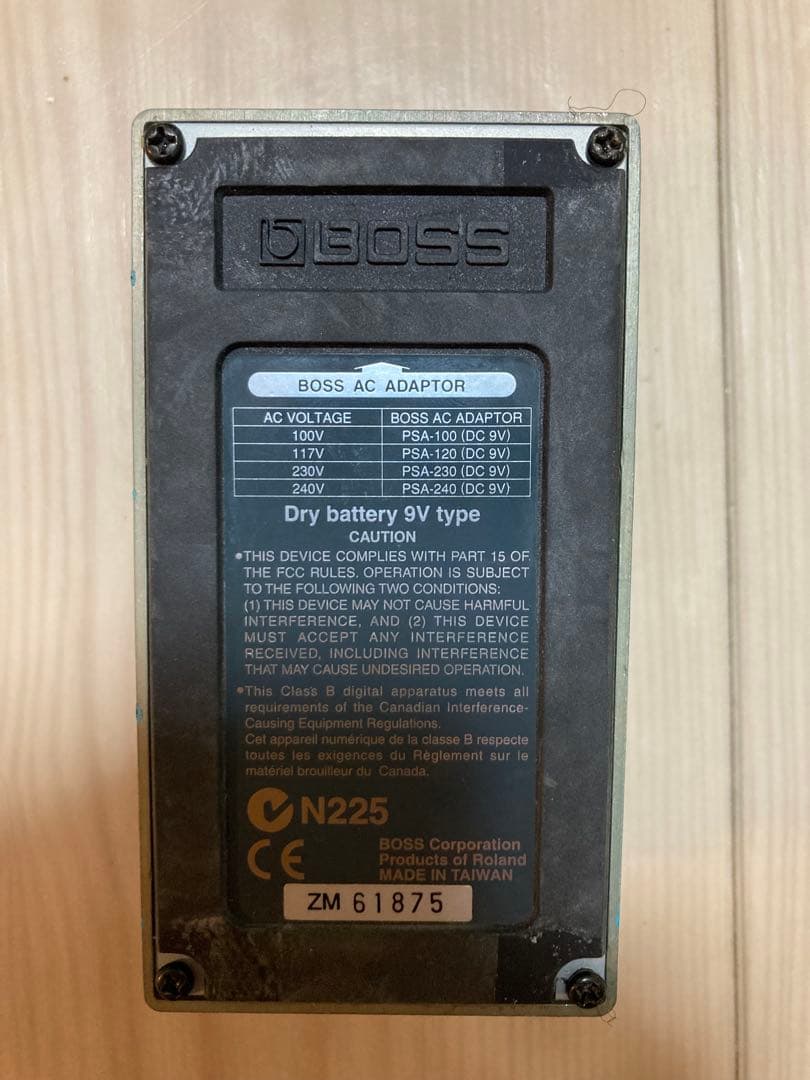 BOSS
BOSS AC ADAPTOR
AC VOLTAGE BOSS AC ADAPTOR
100V PSA-100 (DC 9V)
117V PSA-120 (DC 9V)
230V PSA-230 (DC 9V)
240V PSA-240 (DC 9V)
Dry battery 9V type
CAUTION
•THIS DEVICE COMPLIES WITH PART 15 OF
THE FCC RULES. OPERATION IS SUBJECT
TO THE FOLLOWING TWO CONDITIONS:
(1) THIS DEVICE MAY NOT CAUSE HARMFUL
INTERFERENCE, AND (2) THIS DEVICE
MUST ACCEPT ANY INTERFERENCE
RECEIVED, INCLUDING INTERFERENCE
THAT MAY CAUSE UNDESIRED OPERATION.
•This Class B digital apparatus meets all
requirements of the Canadian Interference-
Causing Equipment Regulations.
Cet appareil numérique de la classe B respecte
toutes les exigences du Règlement sur le
matériel brouilleur du Canada.
N225
CE
BOSS Corporation
Products of Roland
MADE IN TAIWAN
ZM 61875